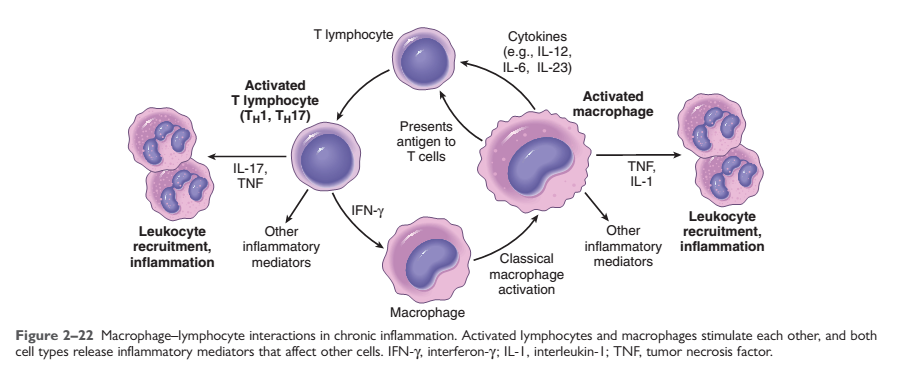 T lymphocyte
Cytokines
(e.g., IL-12,
IL-6, IL-23)
Activated
T lymphocyte
(TH1, TH17)
Activated
macrophage
Presents
antigen to
T cells
IL-17,
TNF
TNF,
IL-1
IFN-γ
Leukocyte
recruitment,
inflammation
Other
inflammatory
mediators
Classical
macrophage
activation
Other
inflammatory
mediators
Leukocyte
recruitment,
inflammation
Macrophage
Figure 2–22 Macrophage–lymphocyte interactions in chronic inflammation. Activated lymphocytes and macrophages stimulate each other, and both
cell types release inflammatory mediators that affect other cells. IFN-γ, interferon-γ; IL-1, interleukin-1; TNF, tumor necrosis factor.